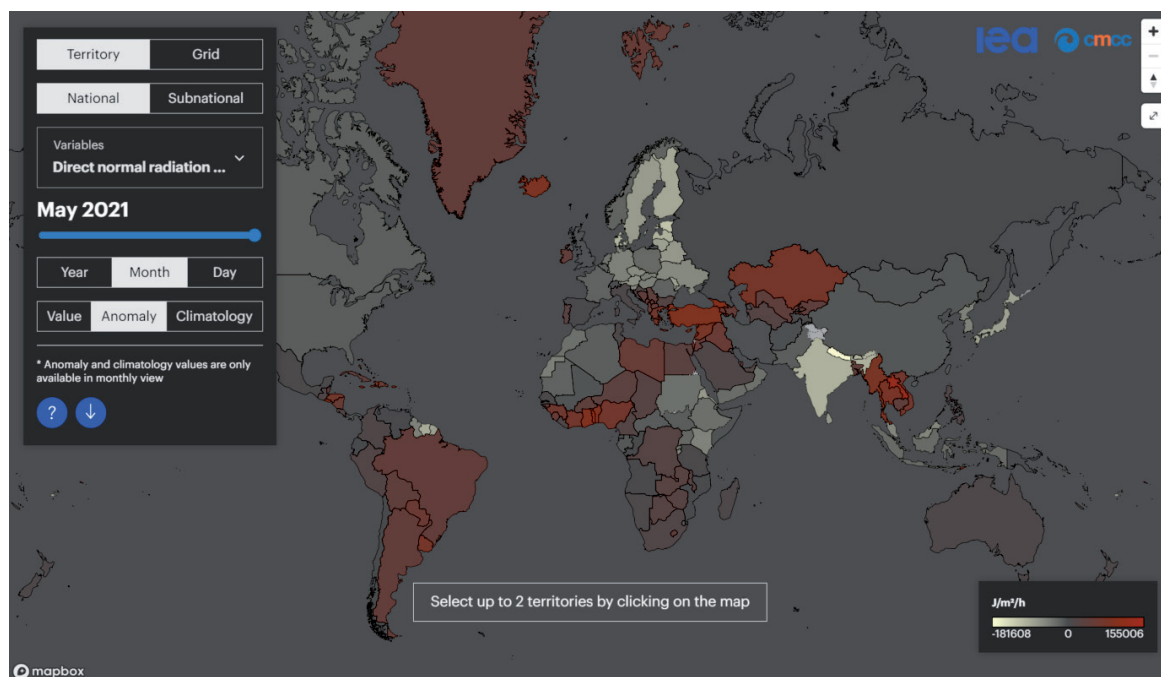 Territory Grid
National Subnational
Variables
Direct normal radiation ...
May 2021
Year Month Day
Value Anomaly Climatology
* Anomaly and climatology values are only
available in monthly view
?
iea cmcc
Select up to 2 territories by clicking on the map
J/m²/h
-181608 0 155006
mapbox